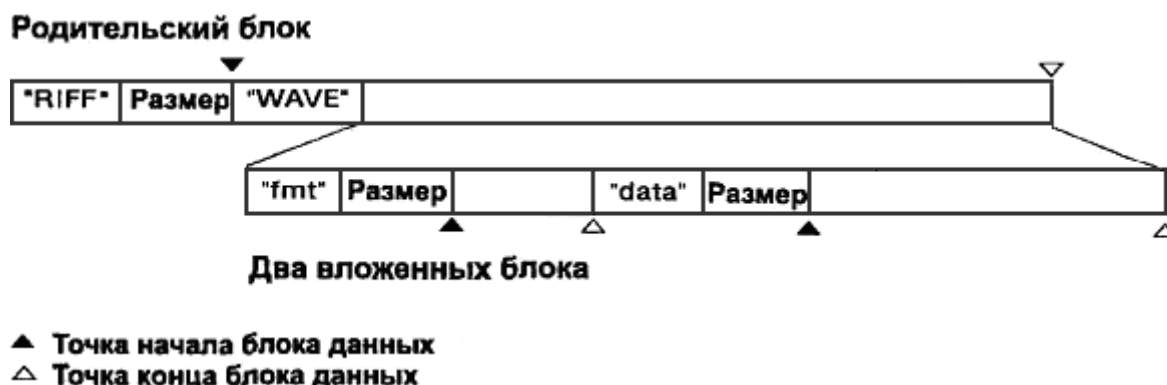 Родительский блок
"RIFF" Размер "WAVE"
"fmt" Размер "data" Размер
Два вложенных блока
▲ Точка начала блока данных
△ Точка конца блока данных